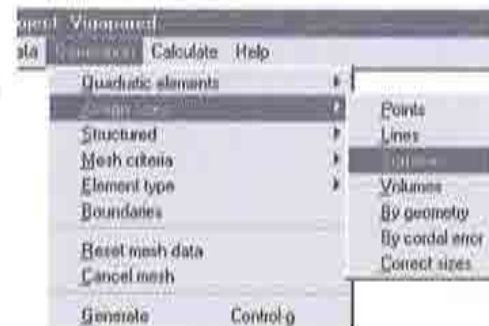 Calculate Help
Quadratic elements
Points
Structured
Lines
Mesh criteria
Element type
Volumes
Boundaries
By geometry
By cordal error
Reset mesh data
Correct sizes
Cancel mesh
Generate Control-g